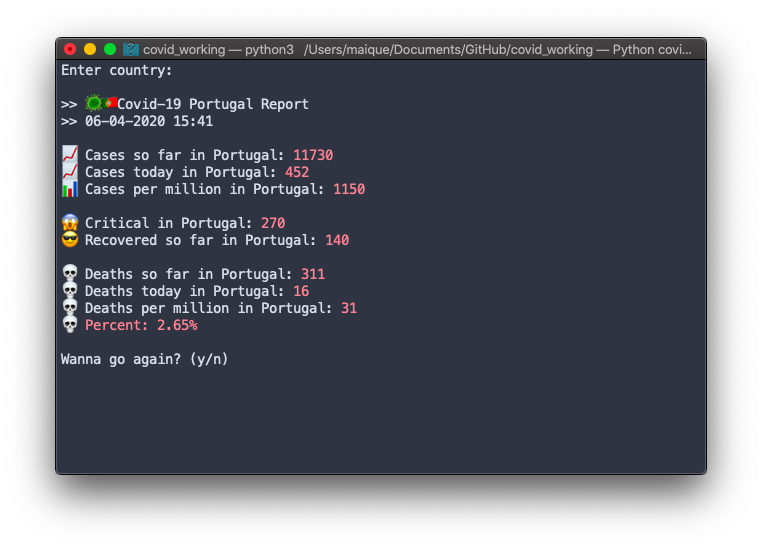 covid_working — python3 /Users/maique/Documents/GitHub/covid_working — Python covi...
Enter country:
>> 🦠🇵🇹Covid-19 Portugal Report
>> 06-04-2020 15:41
📈 Cases so far in Portugal: 11730
📈 Cases today in Portugal: 452
📊 Cases per million in Portugal: 1150
😱 Critical in Portugal: 270
😎 Recovered so far in Portugal: 140
💀 Deaths so far in Portugal: 311
💀 Deaths today in Portugal: 16
💀 Deaths per million in Portugal: 31
💀 Percent: 2.65%
Wanna go again? (y/n)